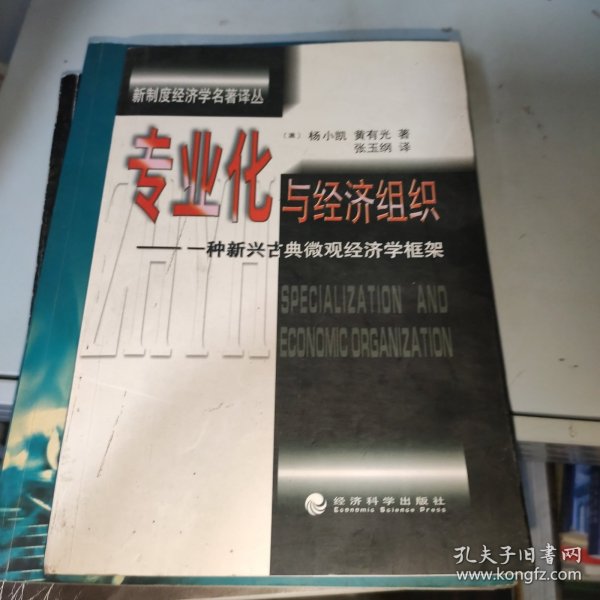 新制度经济学名著译丛
〔澳〕 杨小凯 黄有光 著
张玉纲 译
专业化与经济组织
—— 一种新兴古典微观经济学框架
SPECIALIZATION AND
ECONOMIC ORGANIZATION
经济科学出版社
Economic Science Press
孔夫子旧书网
www.kongfz.com